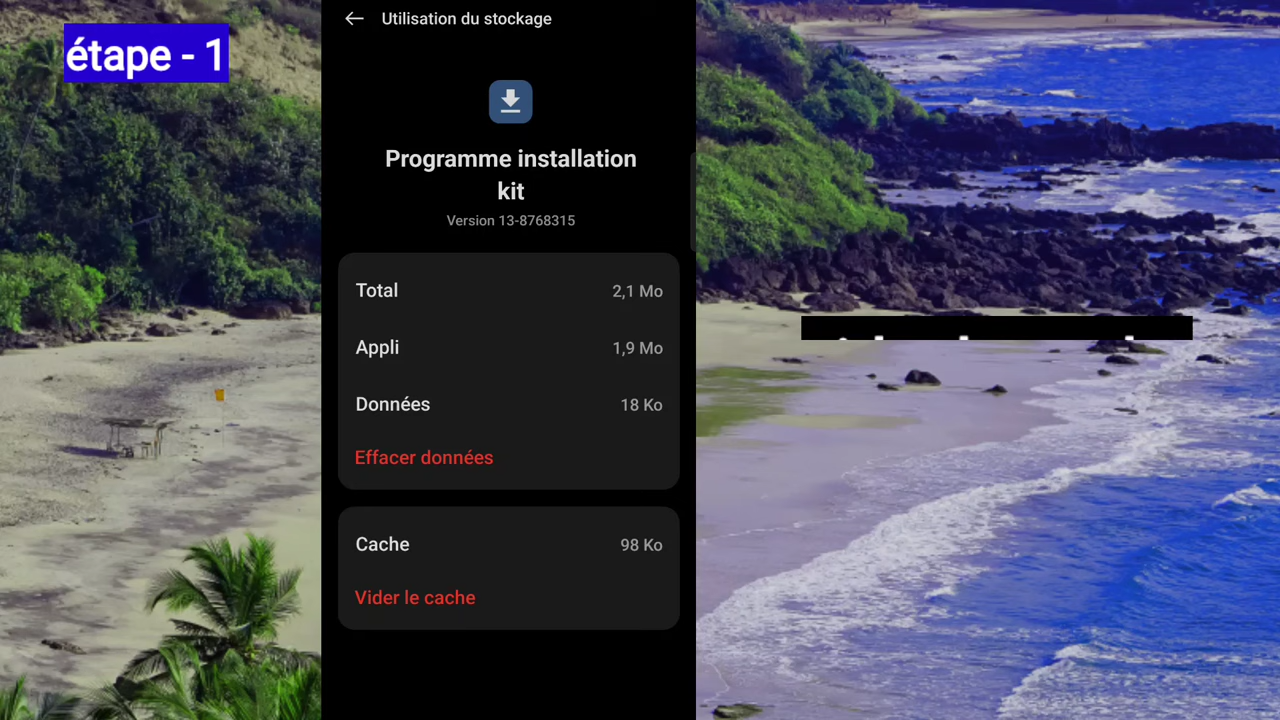 étape - 1
Utilisation du stockage
Programme installation
kit
Version 13-8768315
Total 2,1 Mo
Appli 1,9 Mo
Données 18 Ko
Effacer données
Cache 98 Ko
Vider le cache